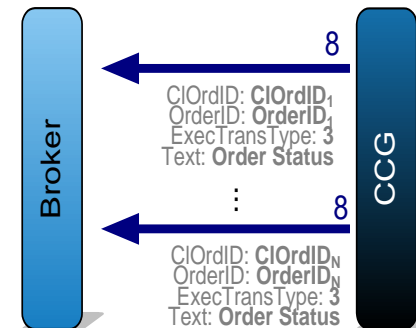 8
ClOrdID: ClOrdID₁
OrderID: OrderID₁
ExecTransType: 3
Text: Order Status
Broker
⋮
CCG
8
ClOrdID: ClOrdIDₙ
OrderID: OrderIDₙ
ExecTransType: 3
Text: Order Status